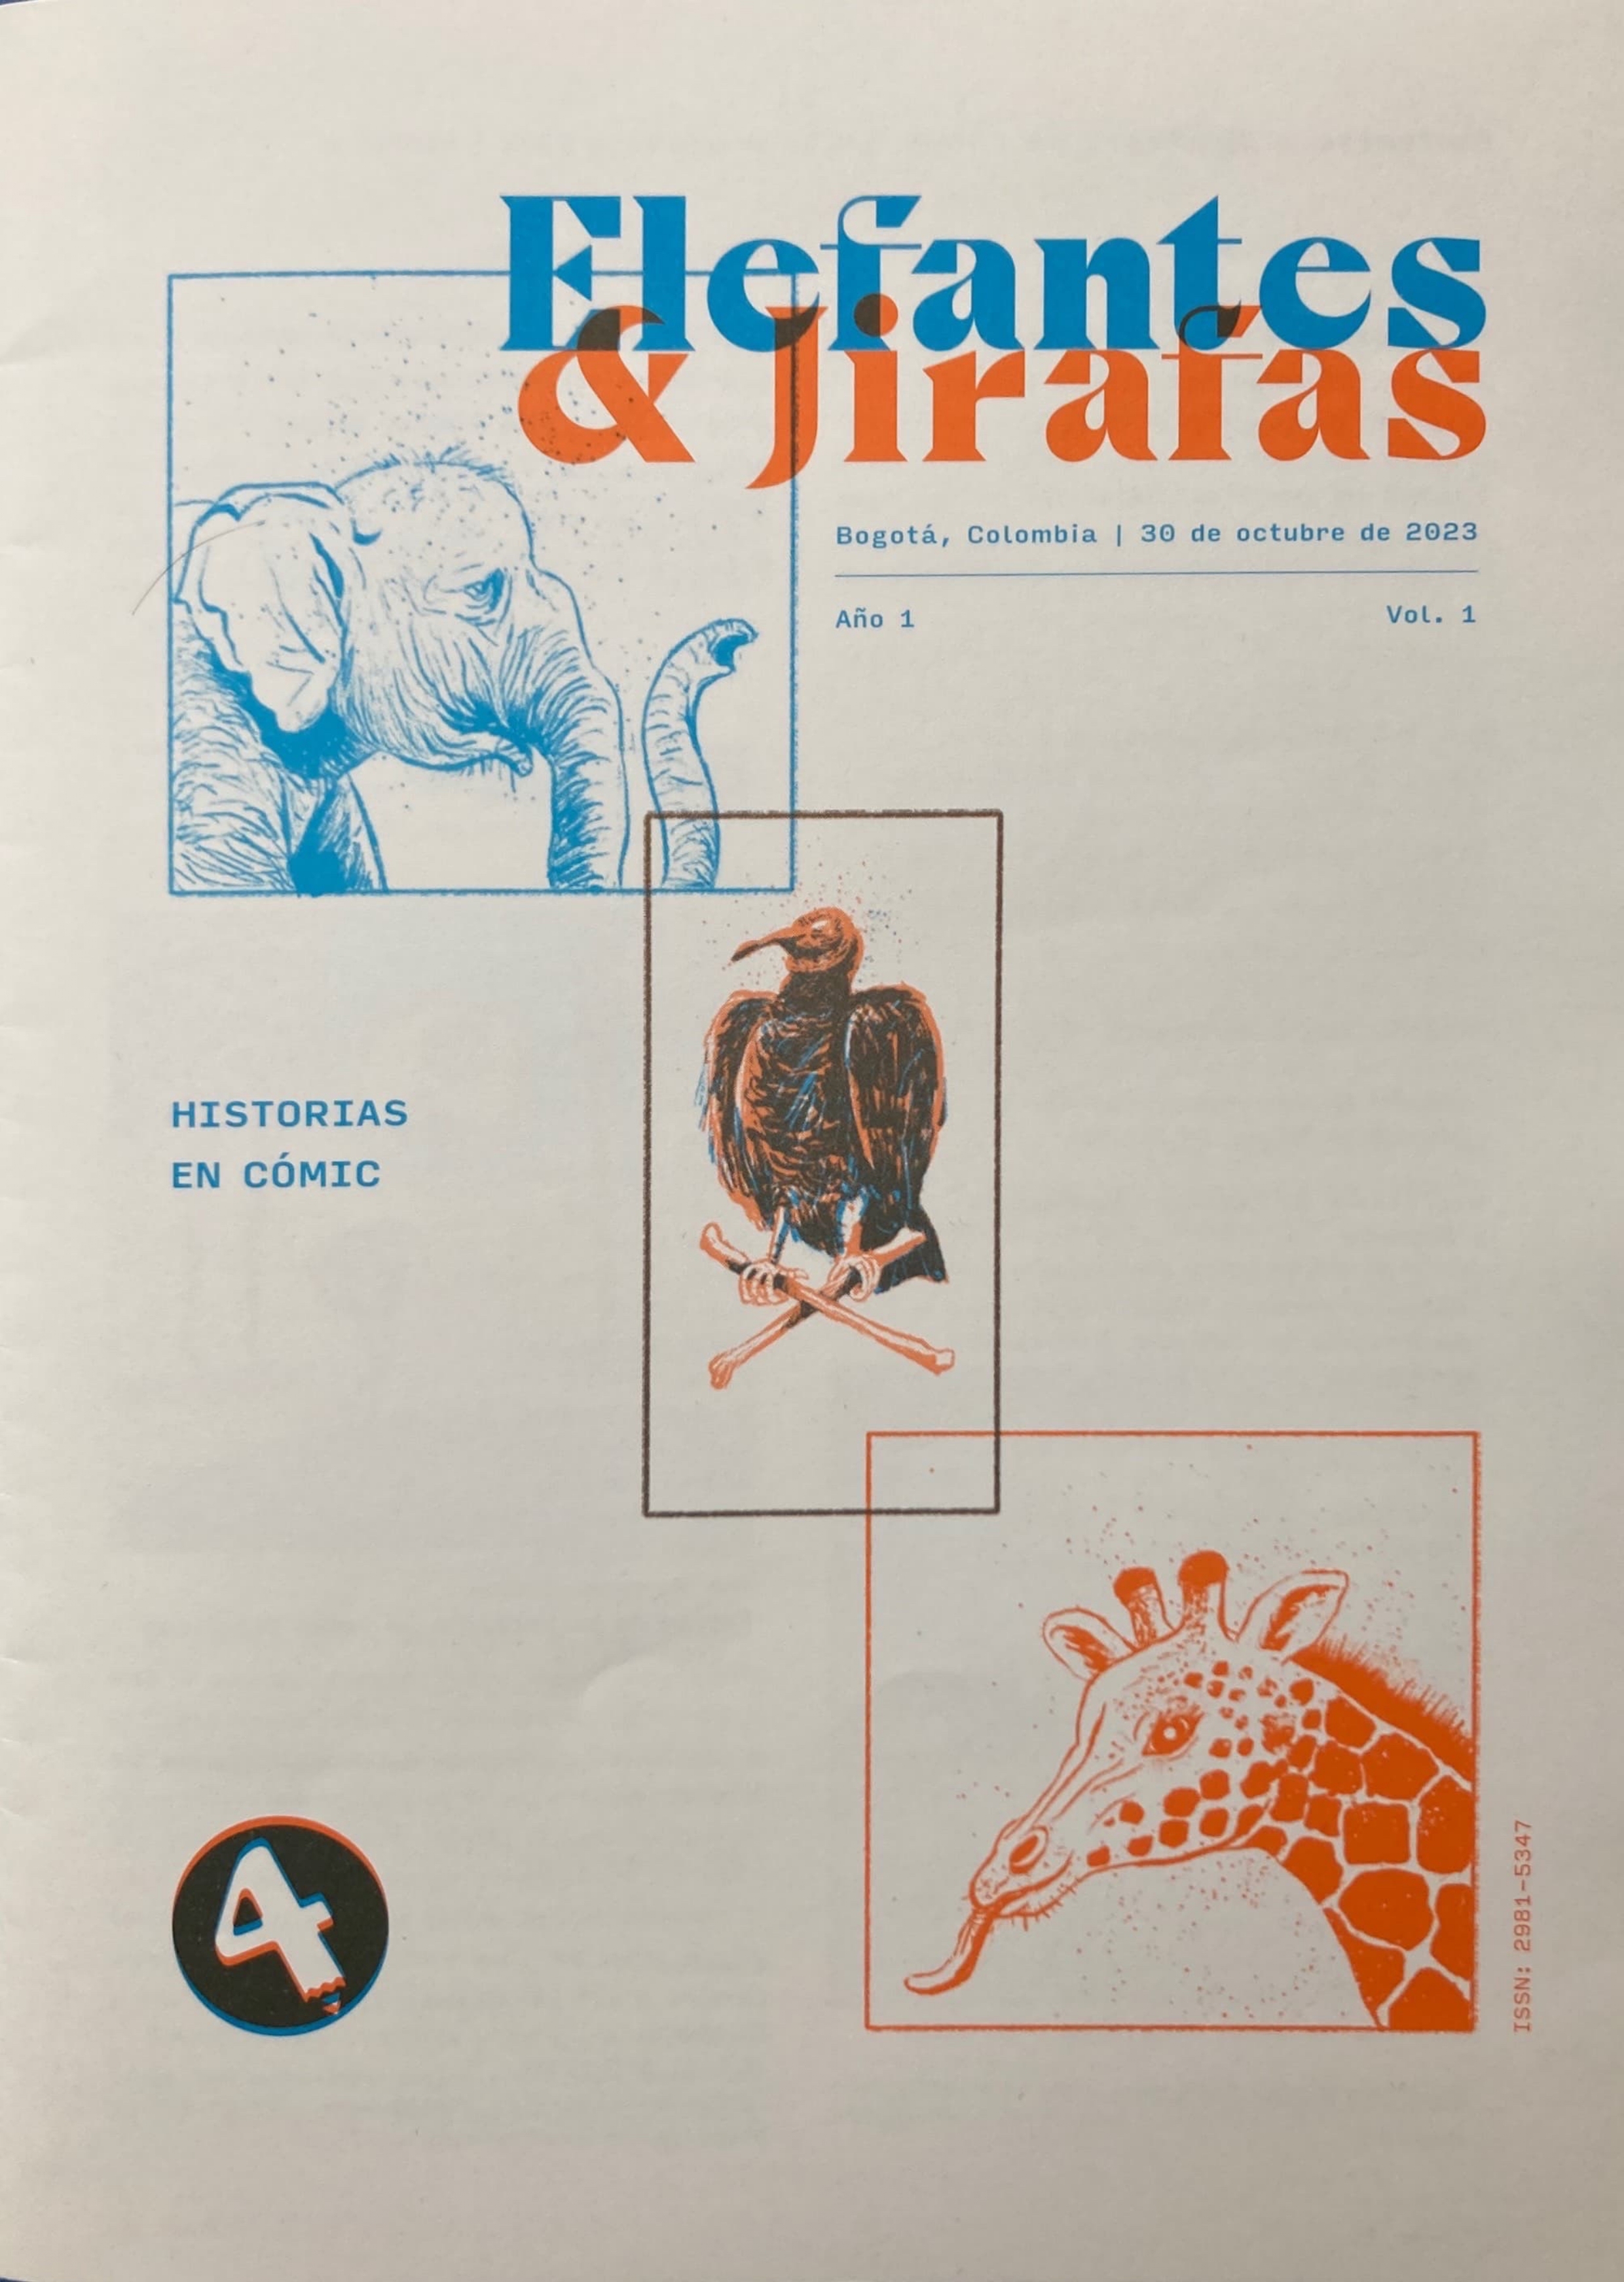 Elefantes
& Jirafas
Bogotá, Colombia | 30 de octubre de 2023
Año 1 Vol. 1
HISTORIAS
EN CÓMIC
4
ISSN: 2981-5347